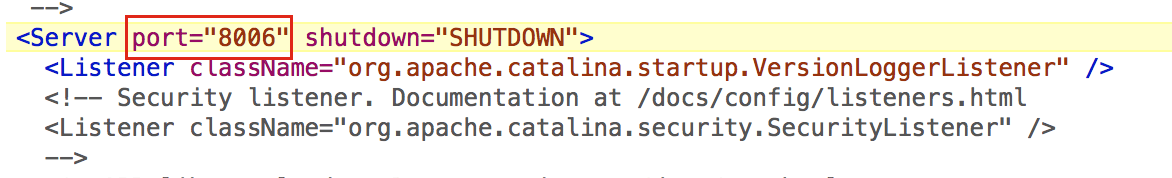 -->
<Server port="8006" shutdown="SHUTDOWN">
<Listener className="org.apache.catalina.startup.VersionLoggerListener" />
<!-- Security listener. Documentation at /docs/config/listeners.html
<Listener className="org.apache.catalina.security.SecurityListener" />
-->